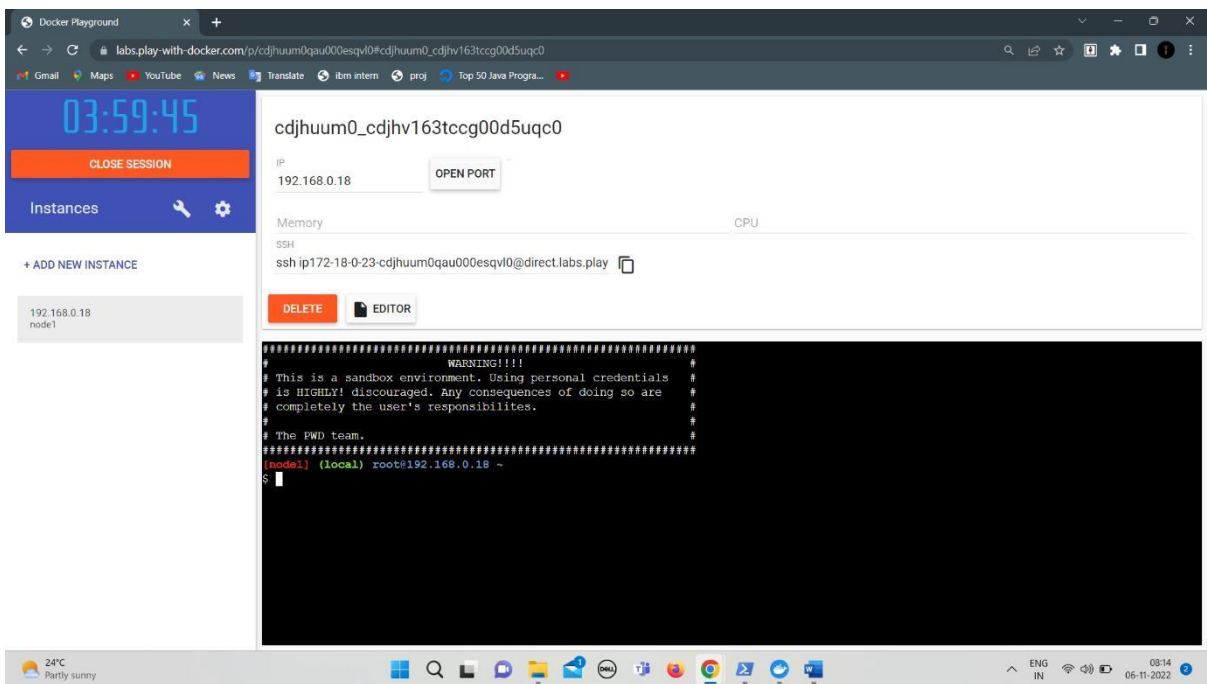 Docker Playground
labs.play-with-docker.com/p/cdjhuum0qau000esqvl0#cdjhuum0_cdjhv163tccg00d5uqc0
Gmail Maps YouTube News Translate ibm intern proj Top 50 Java Progra...
03:59:45
CLOSE SESSION
Instances
+ ADD NEW INSTANCE
192.168.0.18
node1
cdjhuum0_cdjhv163tccg00d5uqc0
IP
192.168.0.18
OPEN PORT
Memory CPU
SSH
ssh ip172-18-0-23-cdjhuum0qau000esqvl0@direct.labs.play
DELETE EDITOR
###############################################################
# WARNING!!!! #
# This is a sandbox environment. Using personal credentials #
# is HIGHLY! discouraged. Any consequences of doing so are #
# completely the user's responsibilites. #
# #
# The PWD team. #
###############################################################
[node1] (local) root@192.168.0.18 ~
$
24°C
Partly sunny
DELL
ENG
IN
08:14
06-11-2022
2